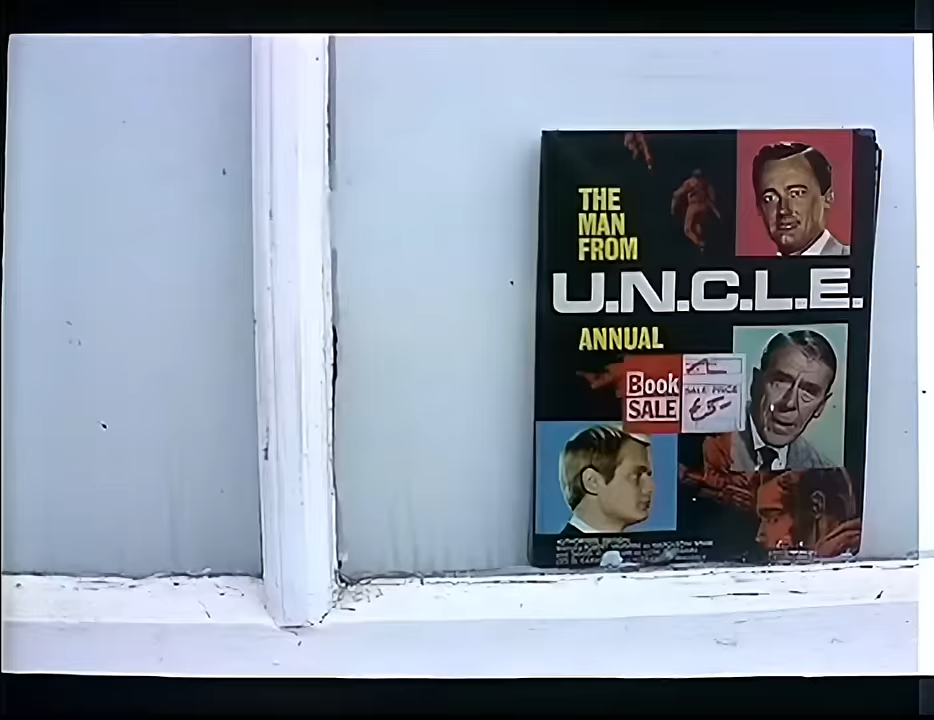 THE
MAN
FROM
U.N.C.L.E.
ANNUAL
Book
SALE
SALE PRICE
£5-